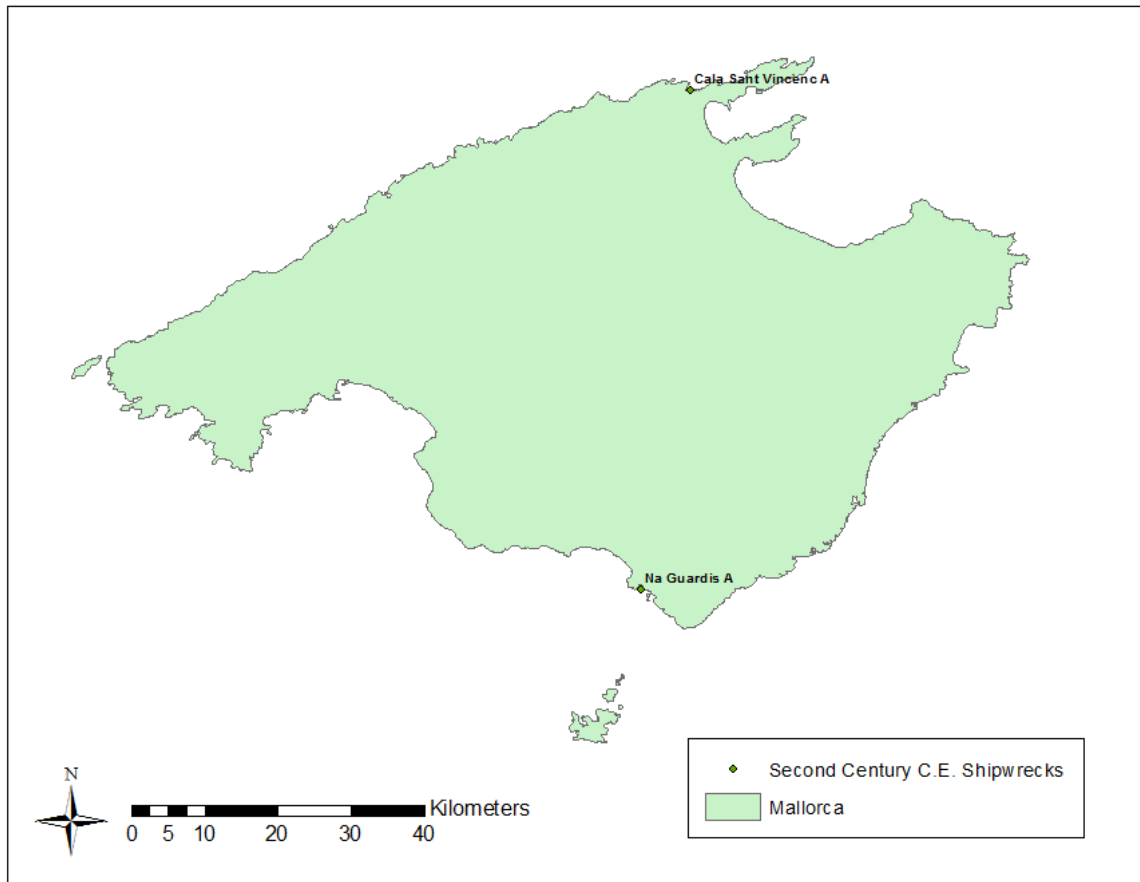 Cala Sant Vincenc A
Na Guardis A
N
Kilometers
0 5 10 20 30 40
Second Century C.E. Shipwrecks
Mallorca